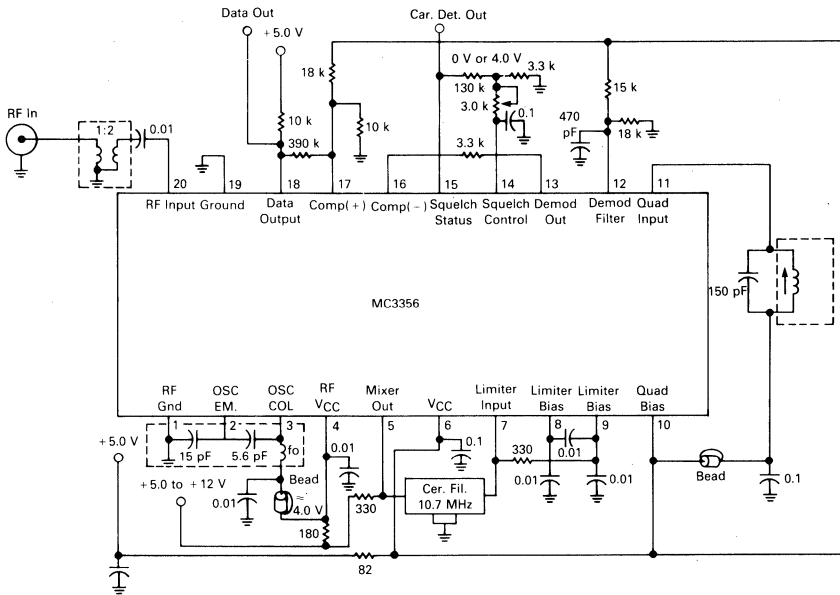 Data Out
Car. Det. Out
+5.0 V
0 V or 4.0 V
3.3 k
18 k
130 k
15 k
RF In
3.0 k
0.1
470
pF
1:2
0.01
10 k
10 k
18 k
390 k
3.3 k
20
19
18
17
16
15
14
13
12
11
RF Input
Ground
Data
Output
Comp(+)
Comp(−)
Squelch
Status
Squelch
Control
Demod
Out
Demod
Filter
Quad
Input
150 pF
MC3356
RF
Gnd
OSC
EM.
OSC
COL
RF
VCC
Mixer
Out
VCC
Limiter
Input
Limiter
Bias
Limiter
Bias
Quad
Bias
1
2
3
4
5
6
7
8
9
10
+5.0 V
15 pF
5.6 pF
fo
0.01
0.1
330
0.01
Bead
+5.0 to +12 V
0.01
Bead
≈
4.0 V
330
Cer. Fil.
10.7 MHz
0.01
0.01
0.1
180
82